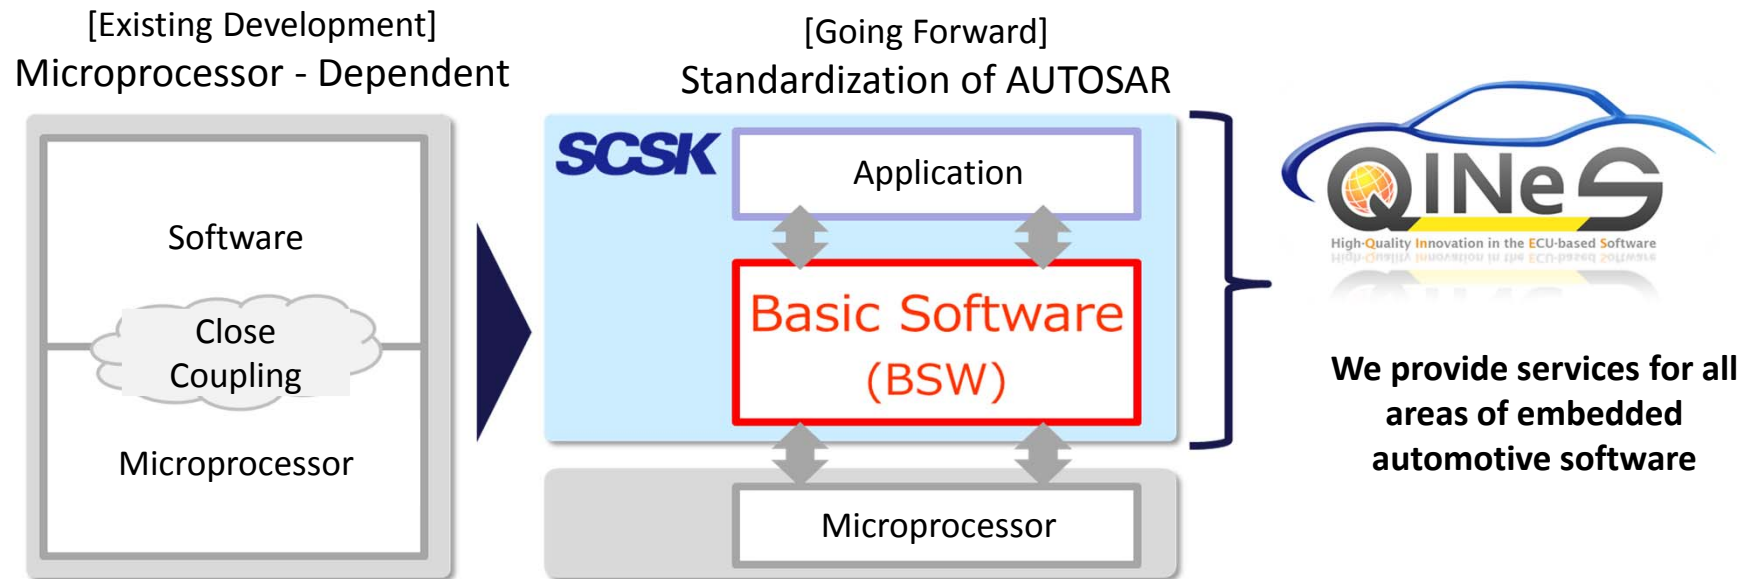 [Existing Development]
Microprocessor - Dependent
Software
Close
Coupling
Microprocessor
[Going Forward]
Standardization of AUTOSAR
SCSK
Application
Basic Software
(BSW)
Microprocessor
QINeS
High-Quality Innovation in the ECU-based Software
We provide services for all
areas of embedded
automotive software